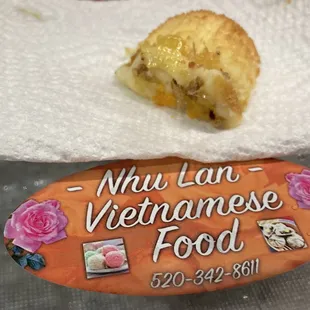 - Nhu Lan -
Vietnamese
Food
520-342-8611